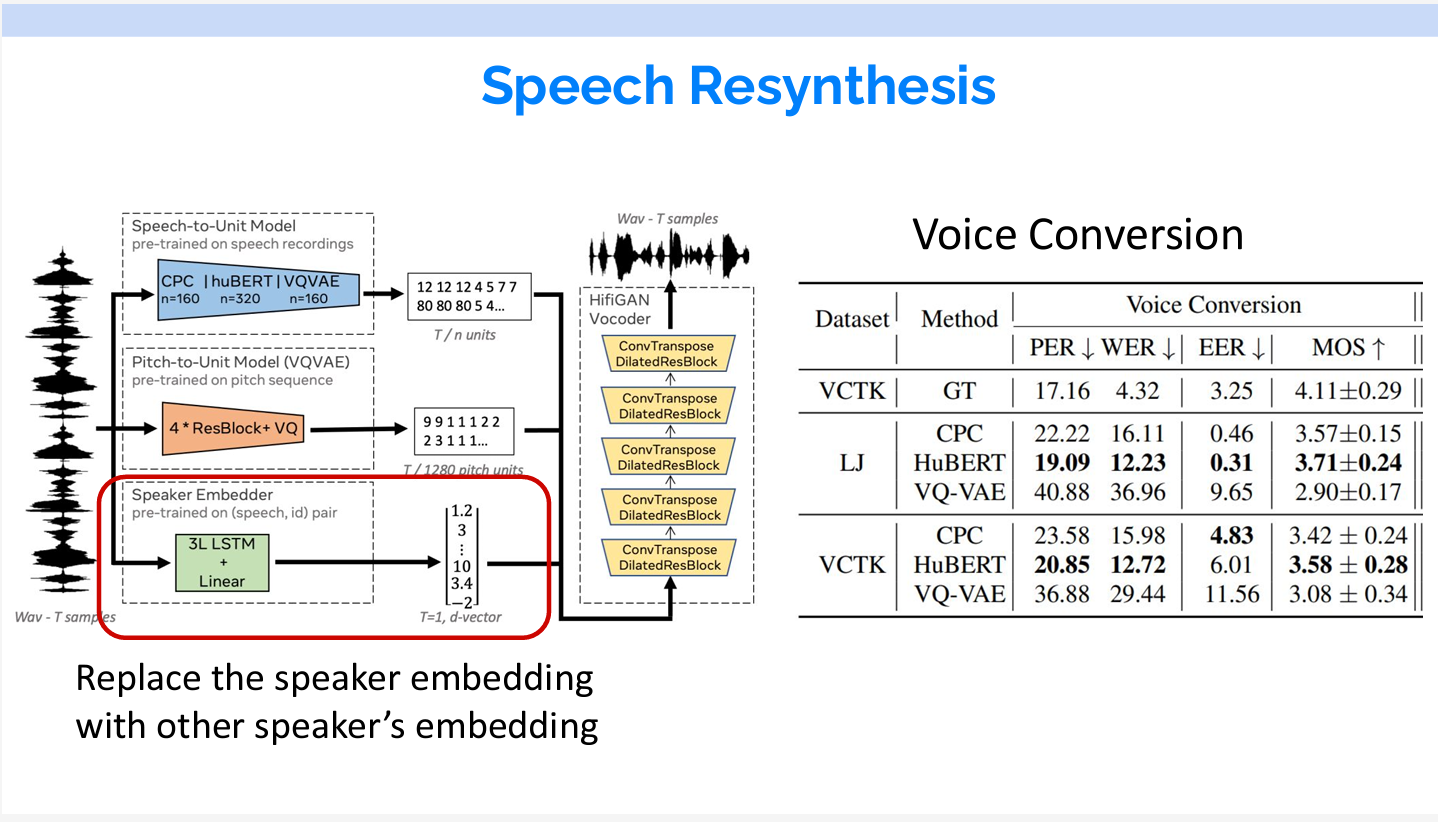 Speech Resynthesis
Speech-to-Unit Model
pre-trained on speech recordings
CPC | huBERT | VQVAE
n=160 n=320 n=160
12 12 12 4 5 7 7
80 80 80 5 4...
T / n units
Pitch-to-Unit Model (VQVAE)
pre-trained on pitch sequence
4 * ResBlock+ VQ
9 9 1 1 1 2 2
2 3 1 1 1...
T / 1280 pitch units
Speaker Embedder
pre-trained on (speech, id) pair
3L LSTM
+
Linear
1.2
3
⋮
10
3.4
−2
T=1, d-vector
Wav - T samples
Wav - T samples
HifiGAN
Vocoder
ConvTranspose
DilatedResBlock
ConvTranspose
DilatedResBlock
ConvTranspose
DilatedResBlock
ConvTranspose
DilatedResBlock
ConvTranspose
DilatedResBlock
Replace the speaker embedding
with other speaker's embedding
Voice Conversion
Dataset Method Voice Conversion
PER ↓ WER ↓ EER ↓ MOS ↑
VCTK GT 17.16 4.32 3.25 4.11±0.29
CPC 22.22 16.11 0.46 3.57±0.15
LJ HuBERT 19.09 12.23 0.31 3.71±0.24
VQ-VAE 40.88 36.96 9.65 2.90±0.17
CPC 23.58 15.98 4.83 3.42 ± 0.24
VCTK HuBERT 20.85 12.72 6.01 3.58 ± 0.28
VQ-VAE 36.88 29.44 11.56 3.08 ± 0.34